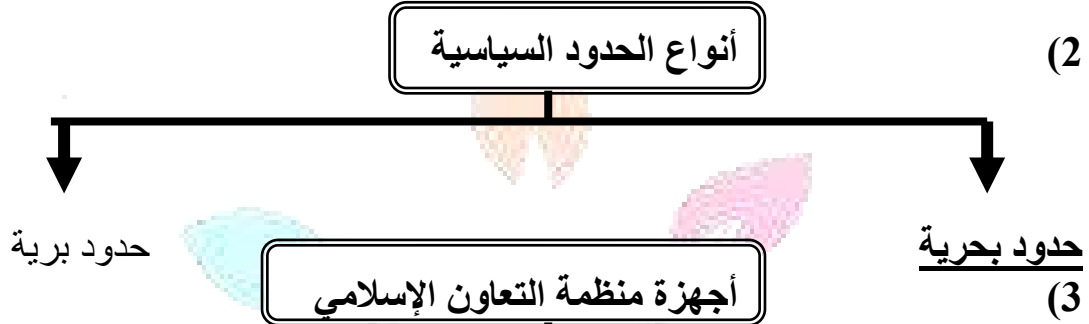 2) أنواع الحدود السياسية
حدود بحرية حدود برية
3) أجهزة منظمة التعاون الإسلامي